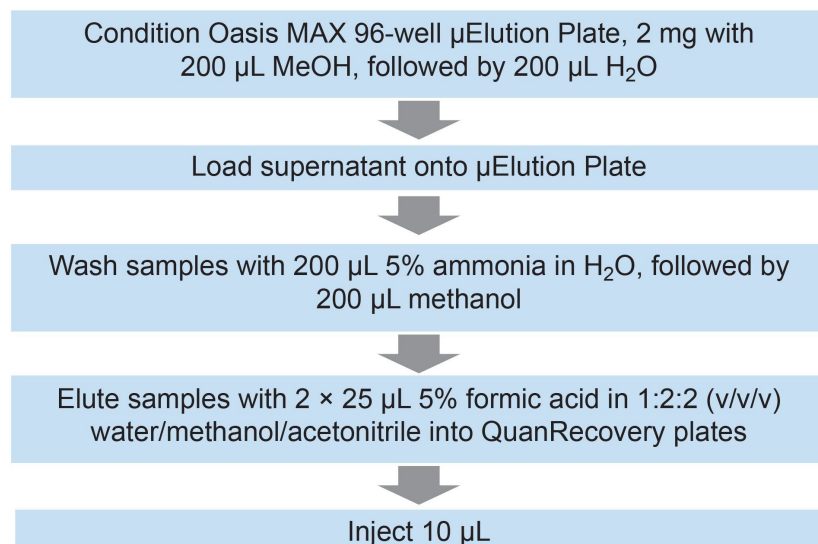 Condition Oasis MAX 96-well µElution Plate, 2 mg with
200 µL MeOH, followed by 200 µL H₂O
Load supernatant onto µElution Plate
Wash samples with 200 µL 5% ammonia in H₂O, followed by
200 µL methanol
Elute samples with 2 × 25 µL 5% formic acid in 1:2:2 (v/v/v)
water/methanol/acetonitrile into QuanRecovery plates
Inject 10 µL